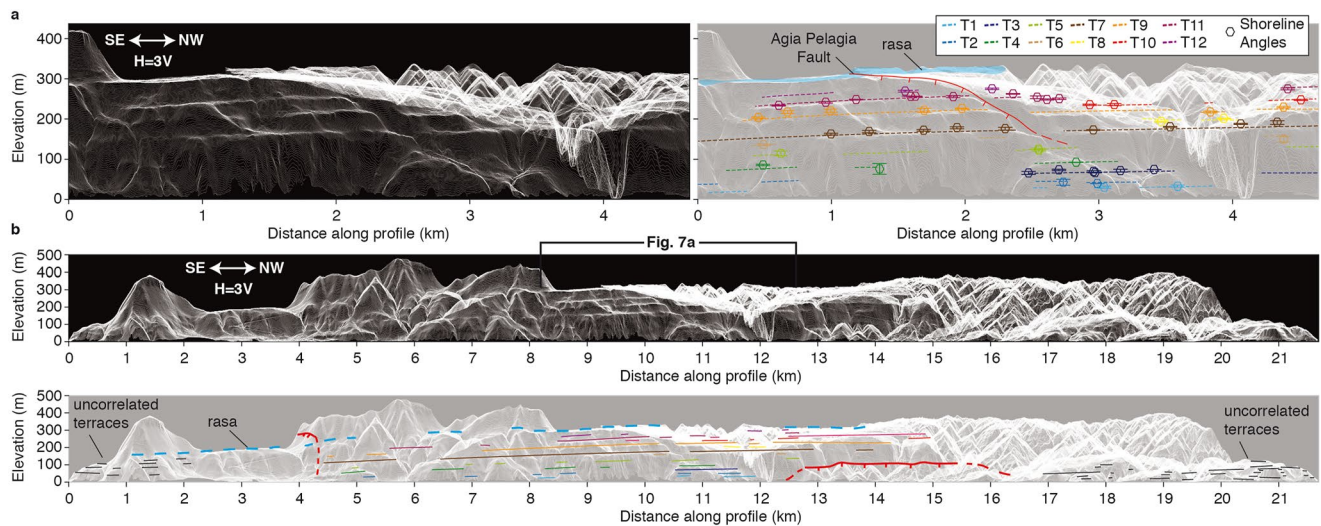 a
SE NW
H=3V
Elevation (m)
400
300
200
100
0
0 1 2 3 4
Distance along profile (km)
T1 T3 T5 T7 T9 T11
T2 T4 T6 T8 T10 T12
Shoreline
Angles
Agia Pelagia
Fault
rasa
0 1 2 3 4
Distance along profile (km)
b
Fig. 7a
SE NW
H=3V
Elevation (m)
500
400
300
200
100
0
0 1 2 3 4 5 6 7 8 9 10 11 12 13 14 15 16 17 18 19 20 21
Distance along profile (km)
Elevation (m)
500
400
300
200
100
0
uncorrelated
terraces
rasa
uncorrelated
terraces
0 1 2 3 4 5 6 7 8 9 10 11 12 13 14 15 16 17 18 19 20 21
Distance along profile (km)